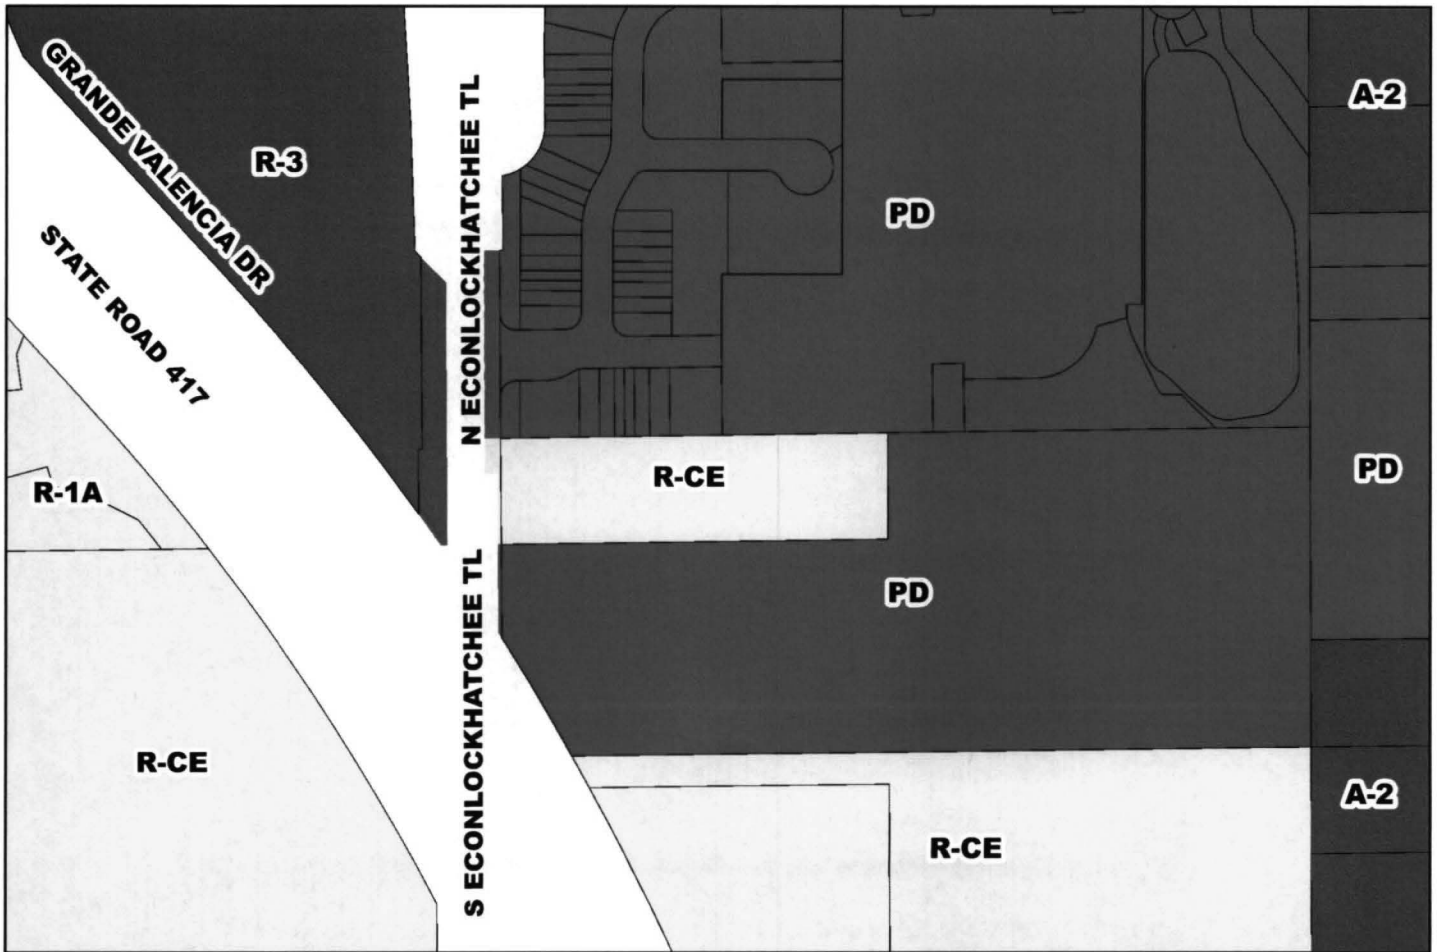 GRANDE VALENCIA DR
R-3
N ECONLOCKHATCHEE TL
A-2
PD
STATE ROAD 417
R-1A
R-CE
PD
S ECONLOCKHATCHEE TL
PD
R-CE
A-2
R-CE